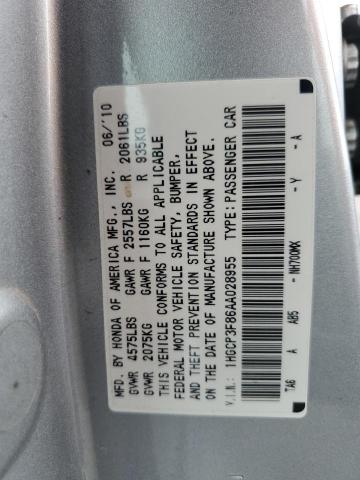 MFD. BY HONDA OF AMERICA MFG., INC. 06/'10
GVWR 4575LBS GAWR F 2557LBS R 2061LBS
GVWR 2075KG GAWR F 1160KG R 935KG
THIS VEHICLE CONFORMS TO ALL APPLICABLE
FEDERAL MOTOR VEHICLE SAFETY, BUMPER,
AND THEFT PREVENTION STANDARDS IN EFFECT
ON THE DATE OF MANUFACTURE SHOWN ABOVE.
V.I.N.: 1HGCP3F86AA028955 TYPE:PASSENGER CAR
TA6 A AB5 - NH700MX - Y - A